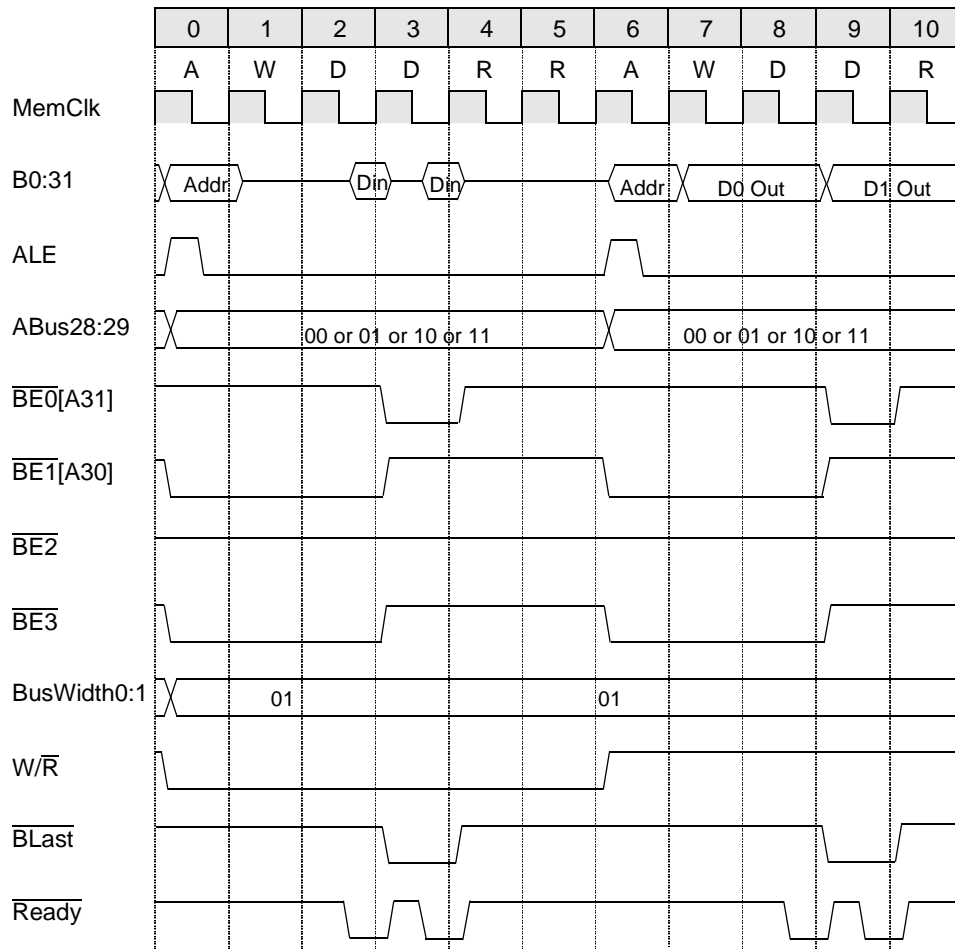 0 1 2 3 4 5 6 7 8 9 10
A W D D R R A W D D R
MemClk
B0:31 Addr Din Din Addr D0 Out D1 Out
ALE
ABus28:29 00 or 01 or 10 or 11 00 or 01 or 10 or 11
BE0[A31]
BE1[A30]
BE2
BE3
BusWidth0:1 01 01
W/R
BLast
Ready